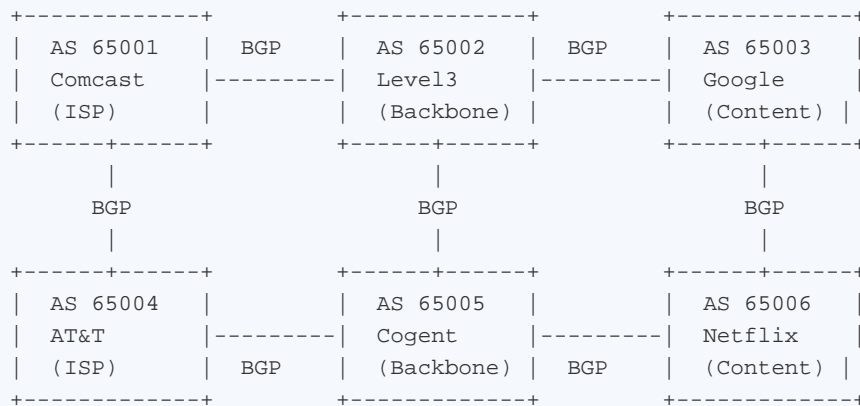 AS 65001 BGP AS 65002 BGP AS 65003
Comcast Level3 Google
(ISP) (Backbone) (Content)
BGP BGP BGP
AS 65004 AS 65005 AS 65006
AT&T Cogent Netflix
(ISP) BGP (Backbone) BGP (Content)